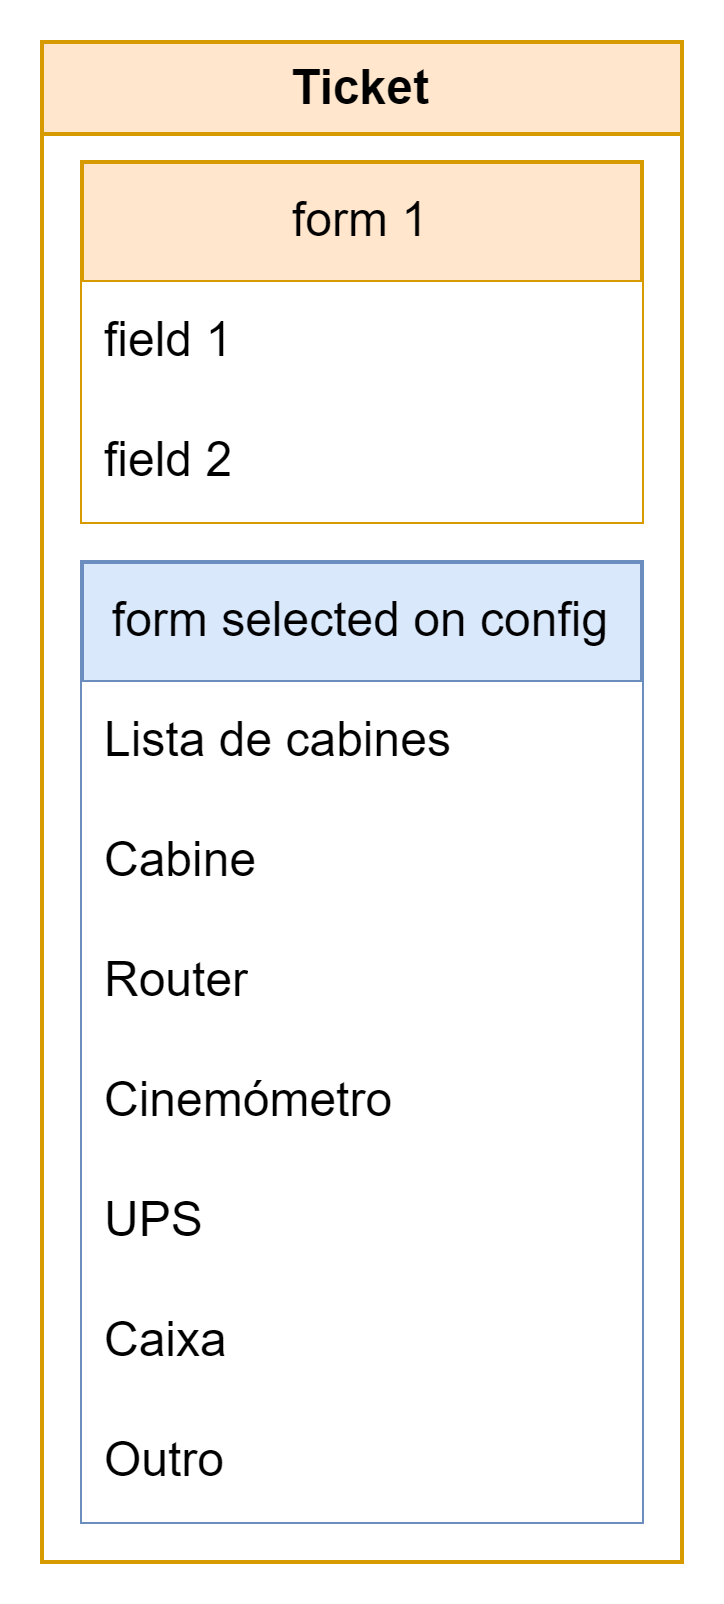 Ticket
form 1
field 1
field 2
form selected on config
Lista de cabines
Cabine
Router
Cinemómetro
UPS
Caixa
Outro